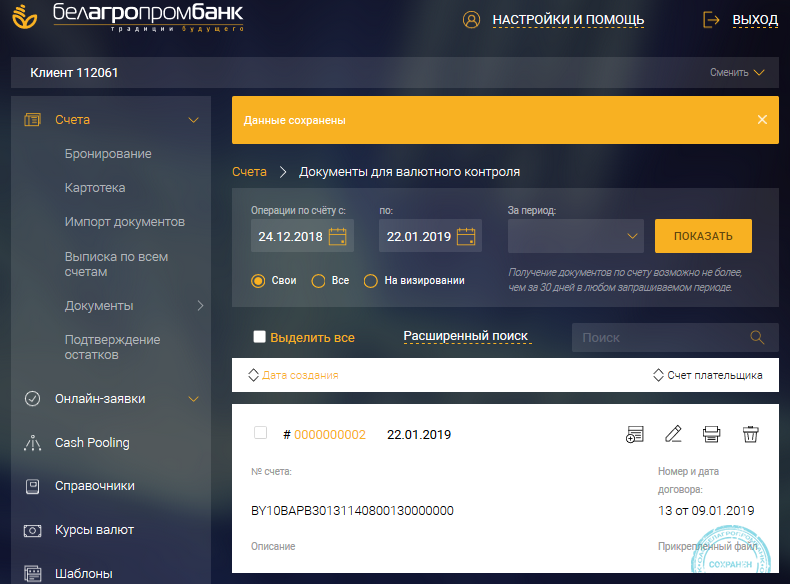 белагропромбанк
традиции будущего
НАСТРОЙКИ И ПОМОЩЬ
ВЫХОД
Клиент 112061
Сменить
Счета
Бронирование
Картотека
Импорт документов
Выписка по всем
счетам
Документы
Подтверждение
остатков
Онлайн-заявки
Cash Pooling
Справочники
Курсы валют
Шаблоны
Данные сохранены
Счета
Документы для валютного контроля
Операции по счёту с:
по:
За период:
24.12.2018
22.01.2019
ПОКАЗАТЬ
Свои
Все
На визировании
Получение документов по счету возможно не более,
чем за 30 дней в любом запрашиваемом периоде.
Выделить все
Расширенный поиск
Поиск
Дата создания
Счет плательщика
# 0000000002
22.01.2019
№ счета:
Номер и дата
договора:
BY10BAPB30131140800130000000
13 от 09.01.2019
Описание
Прикрепленный файл
СОХРАНЕН